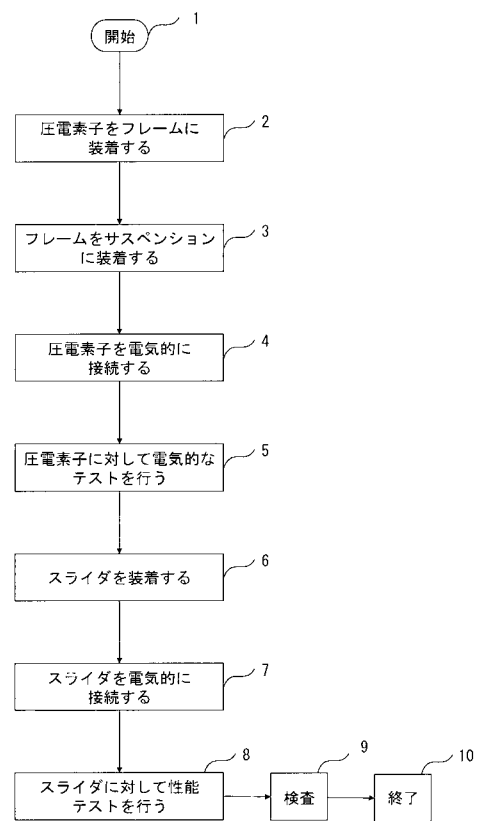 開始
1
圧電素子をフレームに
装着する
2
フレームをサスペンション
に装着する
3
圧電素子を電気的に
接続する
4
圧電素子に対して電気的な
テストを行う
5
スライダを装着する
6
スライダを電気的に
接続する
7
スライダに対して性能
テストを行う
8
検査
9
終了
10